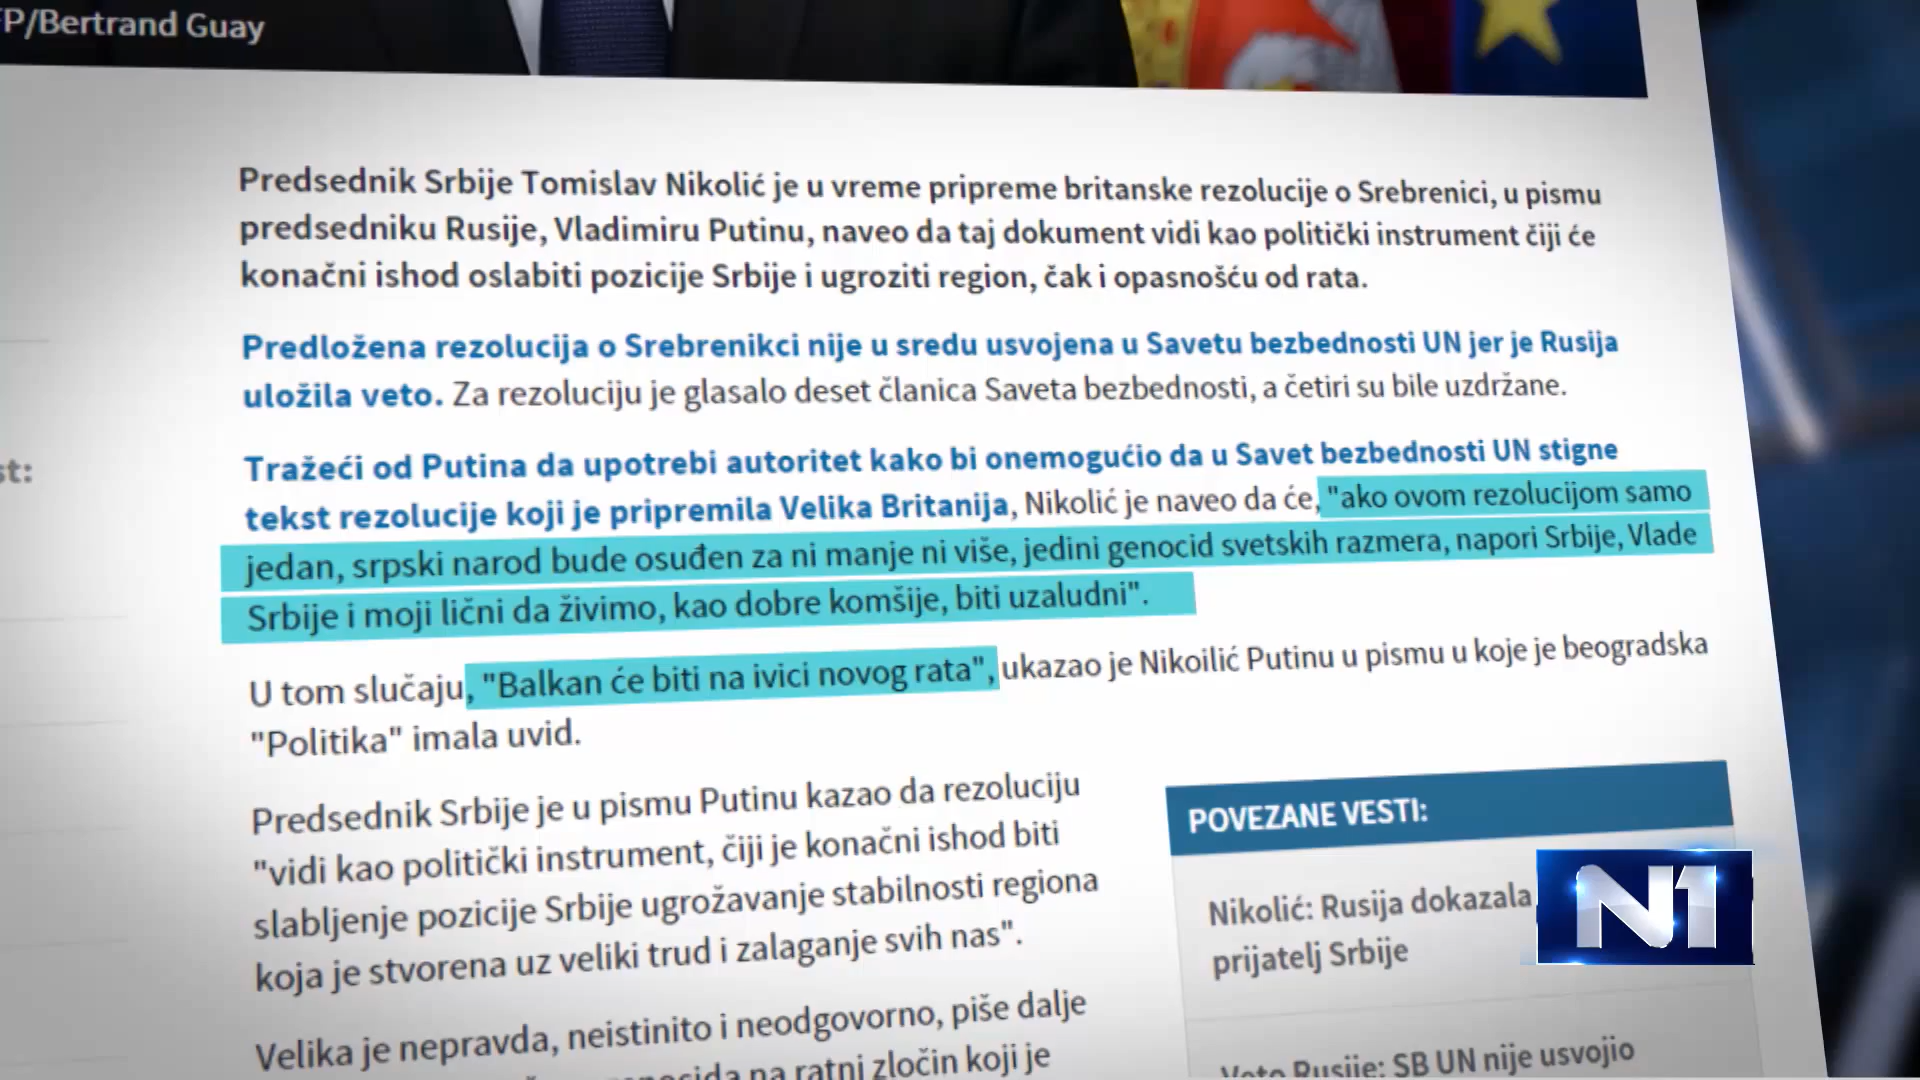 FP/Bertrand Guay
Predsednik Srbije Tomislav Nikolić je u vreme pripreme britanske rezolucije o Srebrenici, u pismu
predsedniku Rusije, Vladimiru Putinu, naveo da taj dokument vidi kao politički instrument čiji će
konačni ishod oslabiti pozicije Srbije i ugroziti region, čak i opasnošću od rata.
Predložena rezolucija o Srebrenikci nije u sredu usvojena u Savetu bezbednosti UN jer je Rusija
uložila veto. Za rezoluciju je glasalo deset članica Saveta bezbednosti, a četiri su bile uzdržane.
Tražeći od Putina da upotrebi autoritet kako bi onemogućio da u Savet bezbednosti UN stigne
st:
tekst rezolucije koji je pripremila Velika Britanija, Nikolić je naveo da će, "ako ovom rezolucijom samo
jedan, srpski narod bude osuđen za ni manje ni više, jedini genocid svetskih razmera, napori Srbije, Vlade
Srbije i moji lični da živimo, kao dobre komšije, biti uzaludni".
U tom slučaju, "Balkan će biti na ivici novog rata", ukazao je Nikoilić Putinu u pismu u koje je beogradska
"Politika" imala uvid.
Predsednik Srbije je u pismu Putinu kazao da rezoluciju
"vidi kao politički instrument, čiji je konačni ishod biti
slabljenje pozicije Srbije ugrožavanje stabilnosti regiona
koja je stvorena uz veliki trud i zalaganje svih nas".
Velika je nepravda, neistinito i neodgovorno, piše dalje
na ratni zločin koji je
POVEZANE VESTI:
Nikolić: Rusija dokazala
prijatelj Srbije
Veto Rusije: SB UN nije usvojio
N1